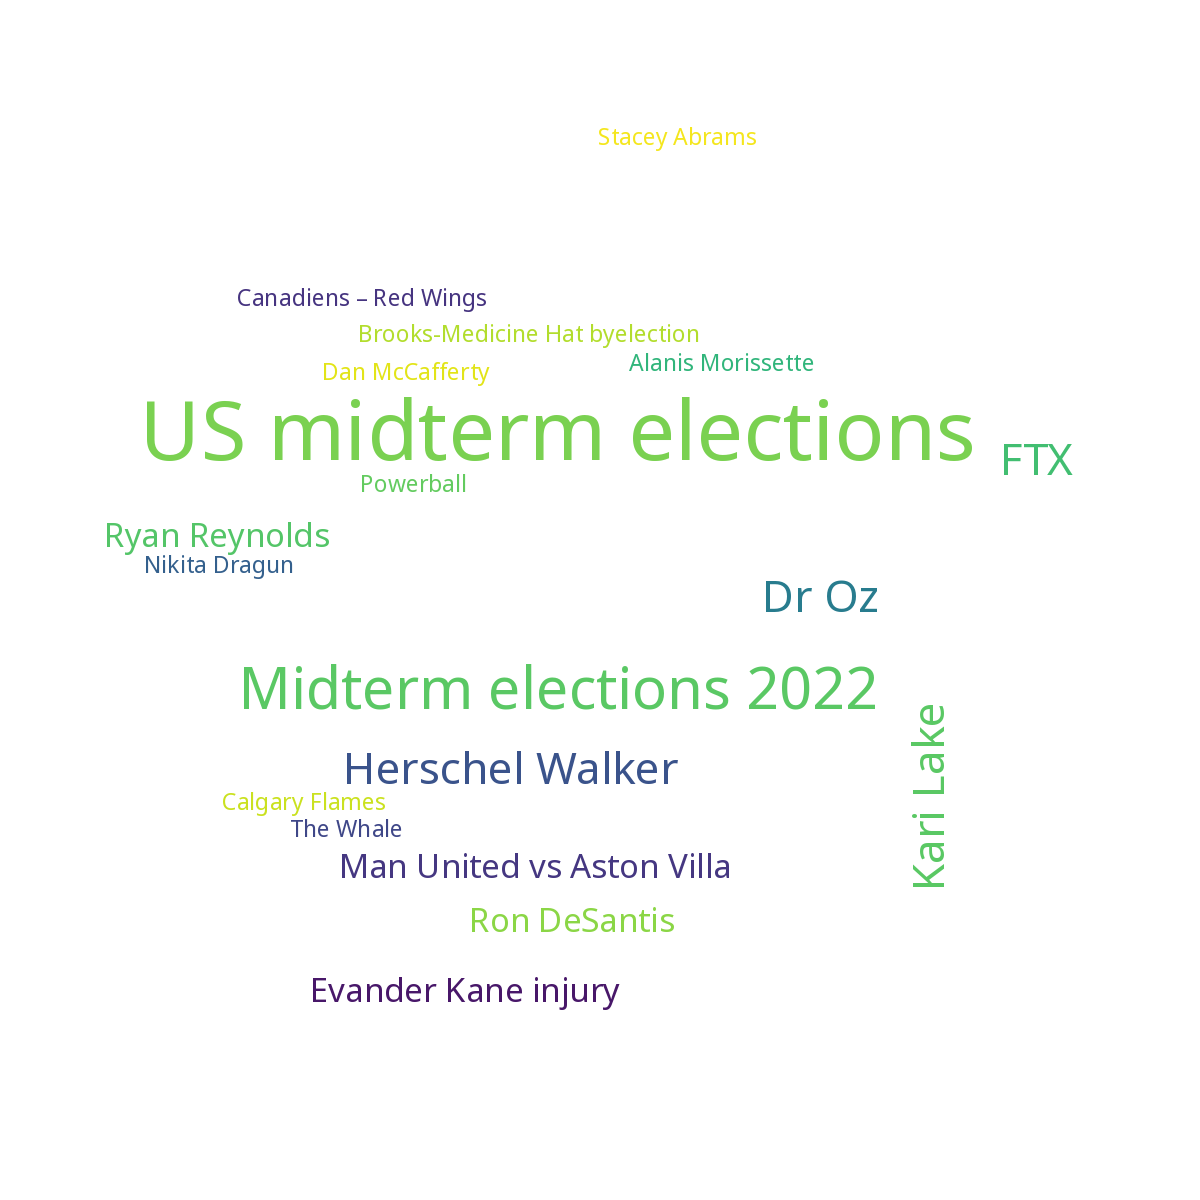 Stacey Abrams
Canadiens – Red Wings
Brooks-Medicine Hat byelection
Alanis Morissette
Dan McCafferty
US midterm elections
FTX
Powerball
Ryan Reynolds
Nikita Dragun
Dr Oz
Midterm elections 2022
Herschel Walker
Kari Lake
Calgary Flames
The Whale
Man United vs Aston Villa
Ron DeSantis
Evander Kane injury